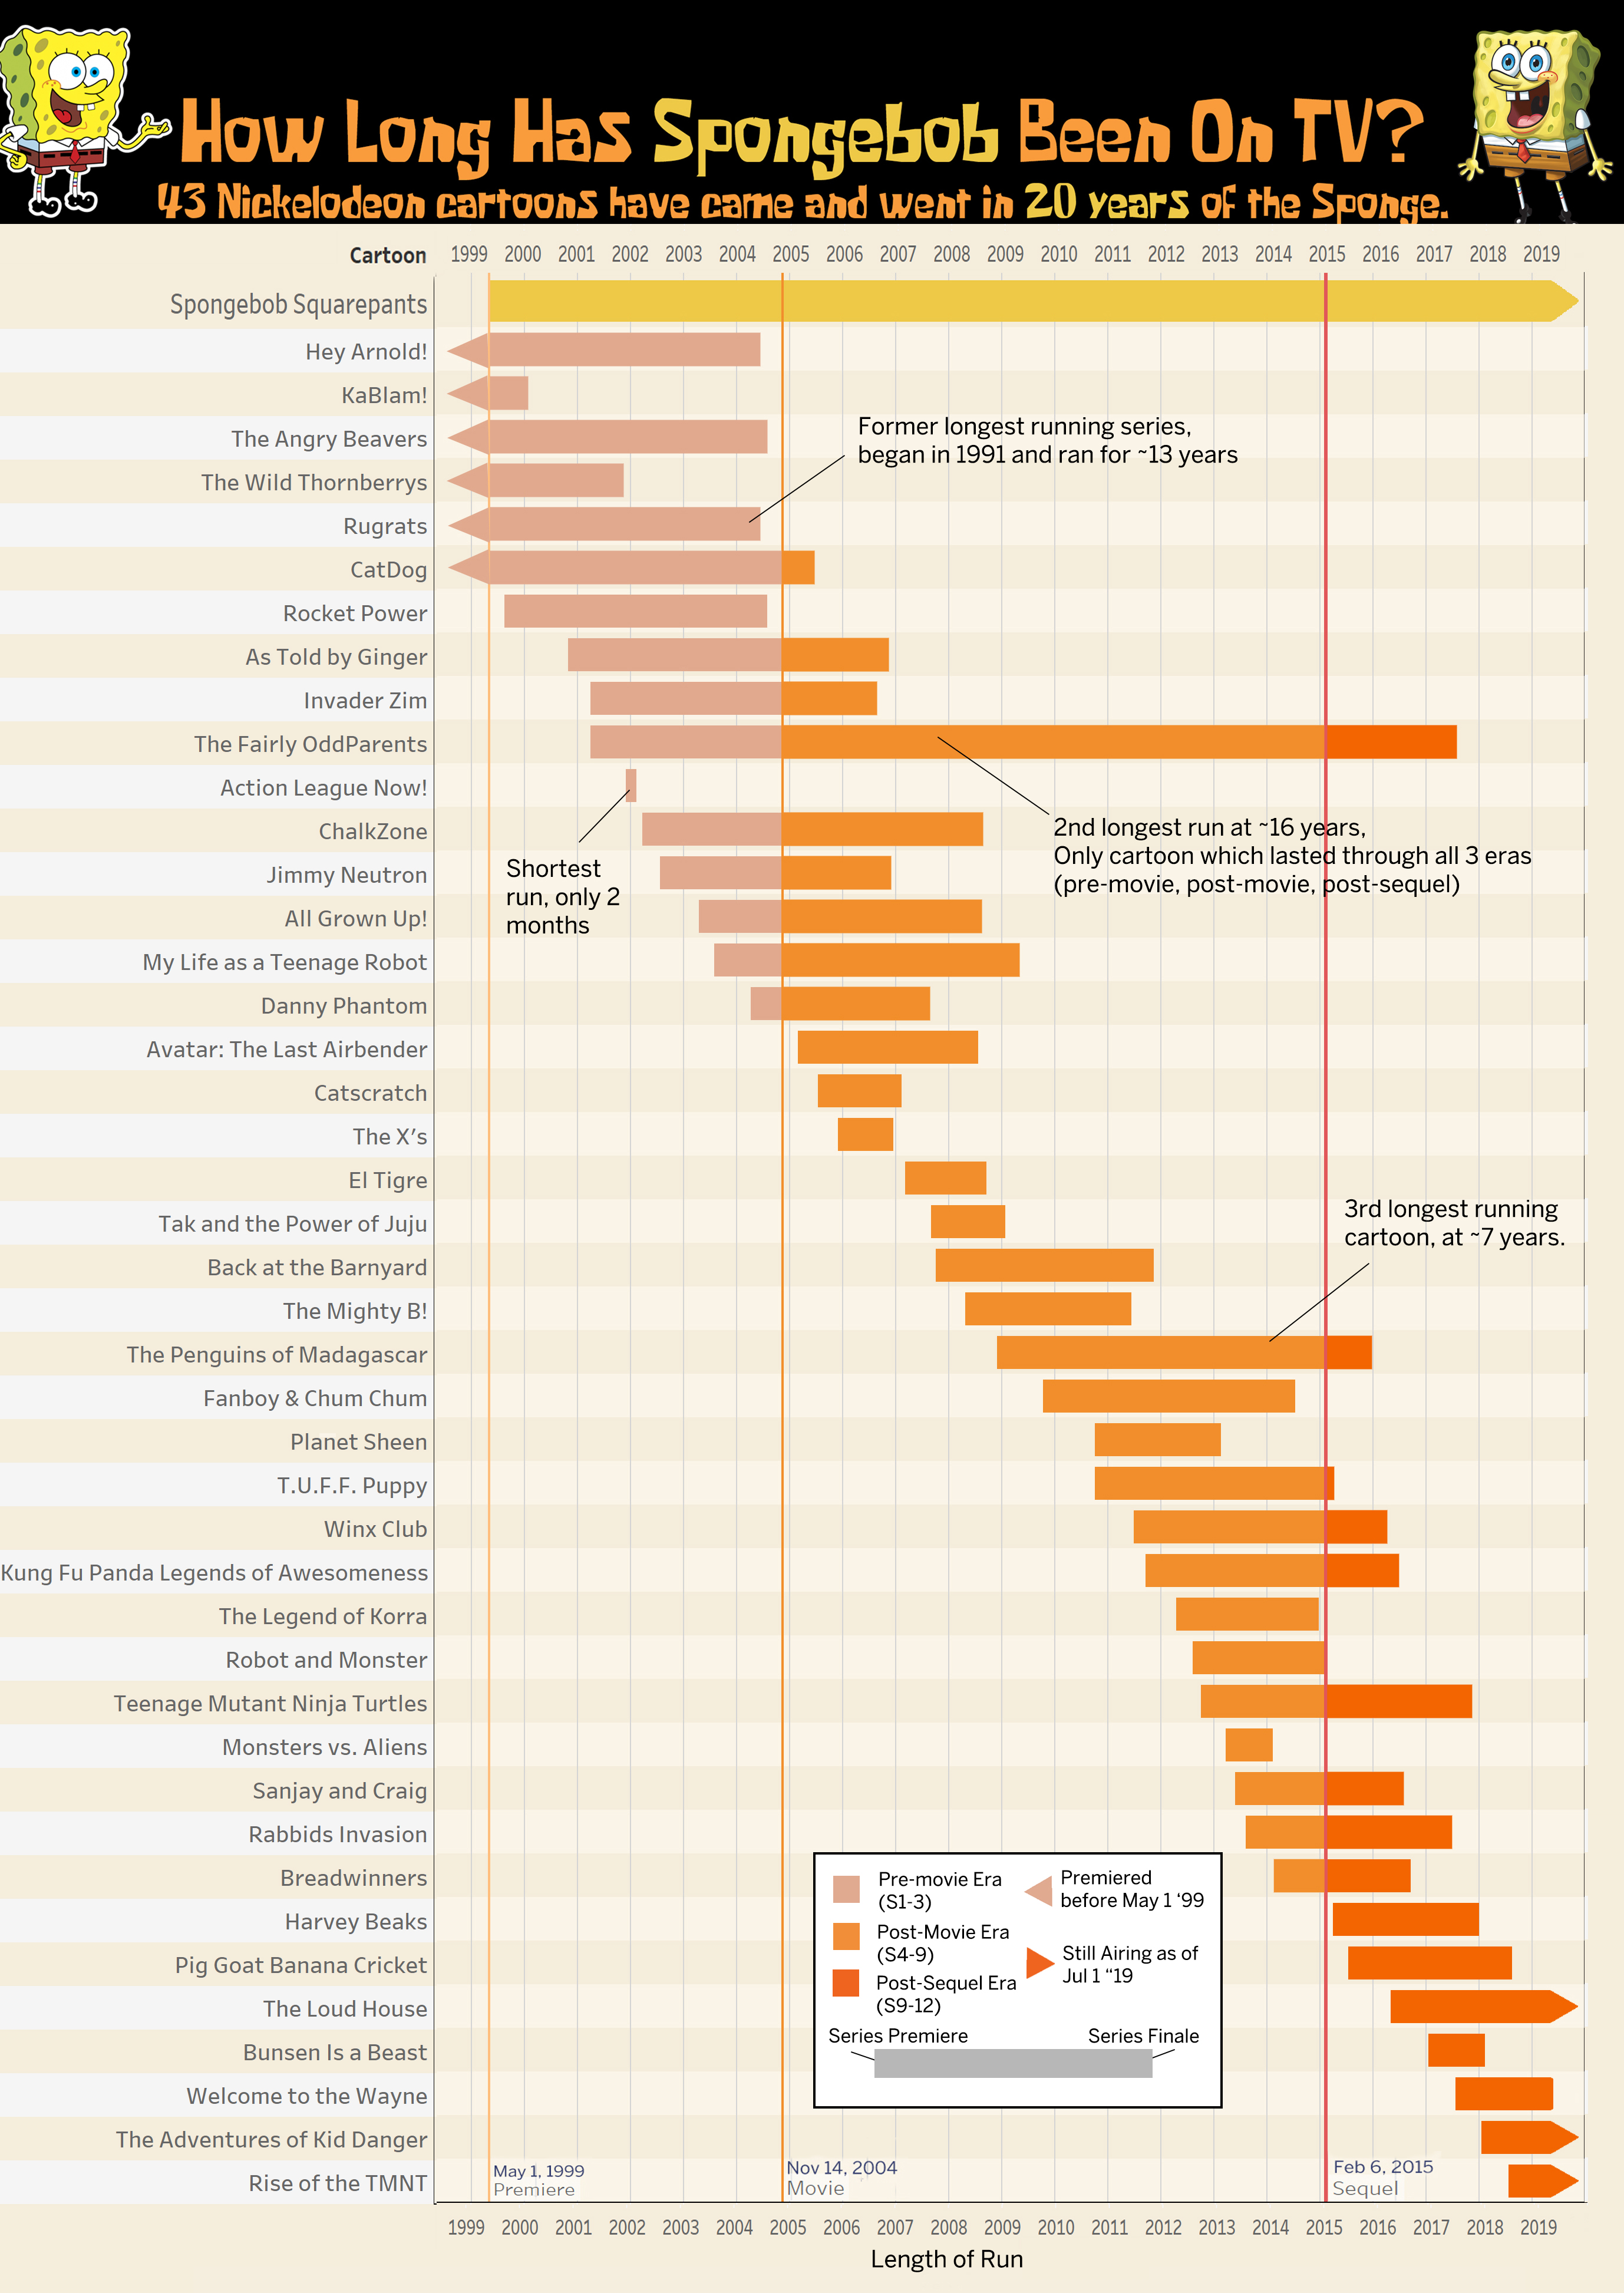 How Long Has Spongebob Been On TV?
43 Nickelodeon cartoons have came and went in 20 years of the Sponge.
Cartoon 1999 2000 2001 2002 2003 2004 2005 2006 2007 2008 2009 2010 2011 2012 2013 2014 2015 2016 2017 2018 2019
Spongebob Squarepants
Hey Arnold!
KaBlam!
The Angry Beavers
Former longest running series,
began in 1991 and ran for ~13 years
The Wild Thornberrys
Rugrats
CatDog
Rocket Power
As Told by Ginger
Invader Zim
The Fairly OddParents
Action League Now!
ChalkZone
2nd longest run at ~16 years,
Only cartoon which lasted through all 3 eras
(pre-movie, post-movie, post-sequel)
Shortest
run, only 2
months
Jimmy Neutron
All Grown Up!
My Life as a Teenage Robot
Danny Phantom
Avatar: The Last Airbender
Catscratch
The X's
El Tigre
Tak and the Power of Juju
3rd longest running
cartoon, at ~7 years.
Back at the Barnyard
The Mighty B!
The Penguins of Madagascar
Fanboy & Chum Chum
Planet Sheen
T.U.F.F. Puppy
Winx Club
Kung Fu Panda Legends of Awesomeness
The Legend of Korra
Robot and Monster
Teenage Mutant Ninja Turtles
Monsters vs. Aliens
Sanjay and Craig
Rabbids Invasion
Breadwinners
Harvey Beaks
Pig Goat Banana Cricket
The Loud House
Bunsen Is a Beast
Welcome to the Wayne
The Adventures of Kid Danger
Rise of the TMNT
Pre-movie Era
(S1-3)
Premiered
before May 1 ‘99
Post-Movie Era
(S4-9)
Still Airing as of
Jul 1 “19
Post-Sequel Era
(S9-12)
Series Premiere
Series Finale
May 1, 1999
Premiere
Nov 14, 2004
Movie
Feb 6, 2015
Sequel
1999 2000 2001 2002 2003 2004 2005 2006 2007 2008 2009 2010 2011 2012 2013 2014 2015 2016 2017 2018 2019
Length of Run